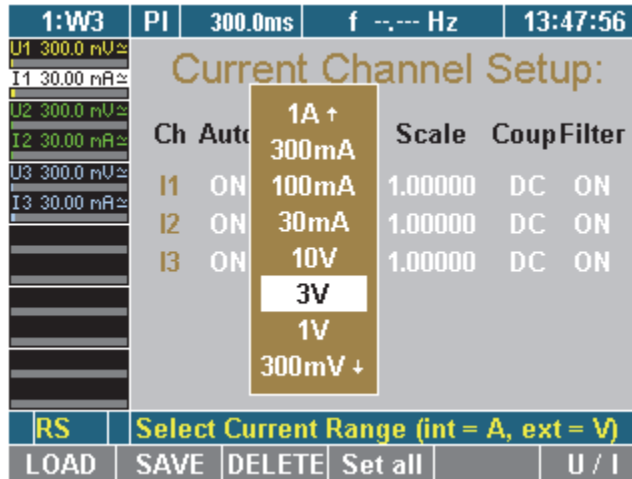 1:W3 PI 300.0ms f --.--- Hz 13:47:56
U1 300.0 mV≃
I1 30.00 mA≃
U2 300.0 mV≃
I2 30.00 mA≃
U3 300.0 mV≃
I3 30.00 mA≃
Current Channel Setup:
Ch Auto Scale Coup Filter
I1 ON 1.00000 DC ON
I2 ON 1.00000 DC ON
I3 ON 1.00000 DC ON
1A ↑
300mA
100mA
30mA
10V
3V
1V
300mV ↓
RS Select Current Range (int = A, ext = V)
LOAD SAVE DELETE Set all U / I